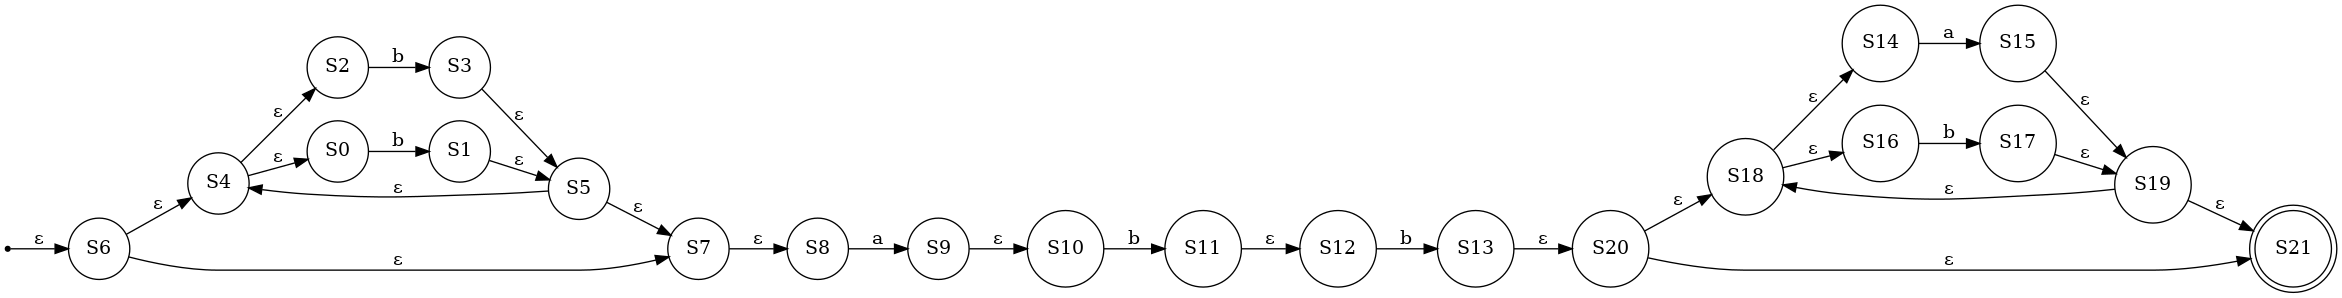 S14 a S15
S2 b S3
ε ε ε ε
S0 b S1
S16 b S17
ε ε ε ε
S4 ε S5
S18 ε S19
ε ε ε ε
ε S6 S7 ε S8 a S9 ε S10 b S11 ε S12 b S13 ε S20 S21
ε ε